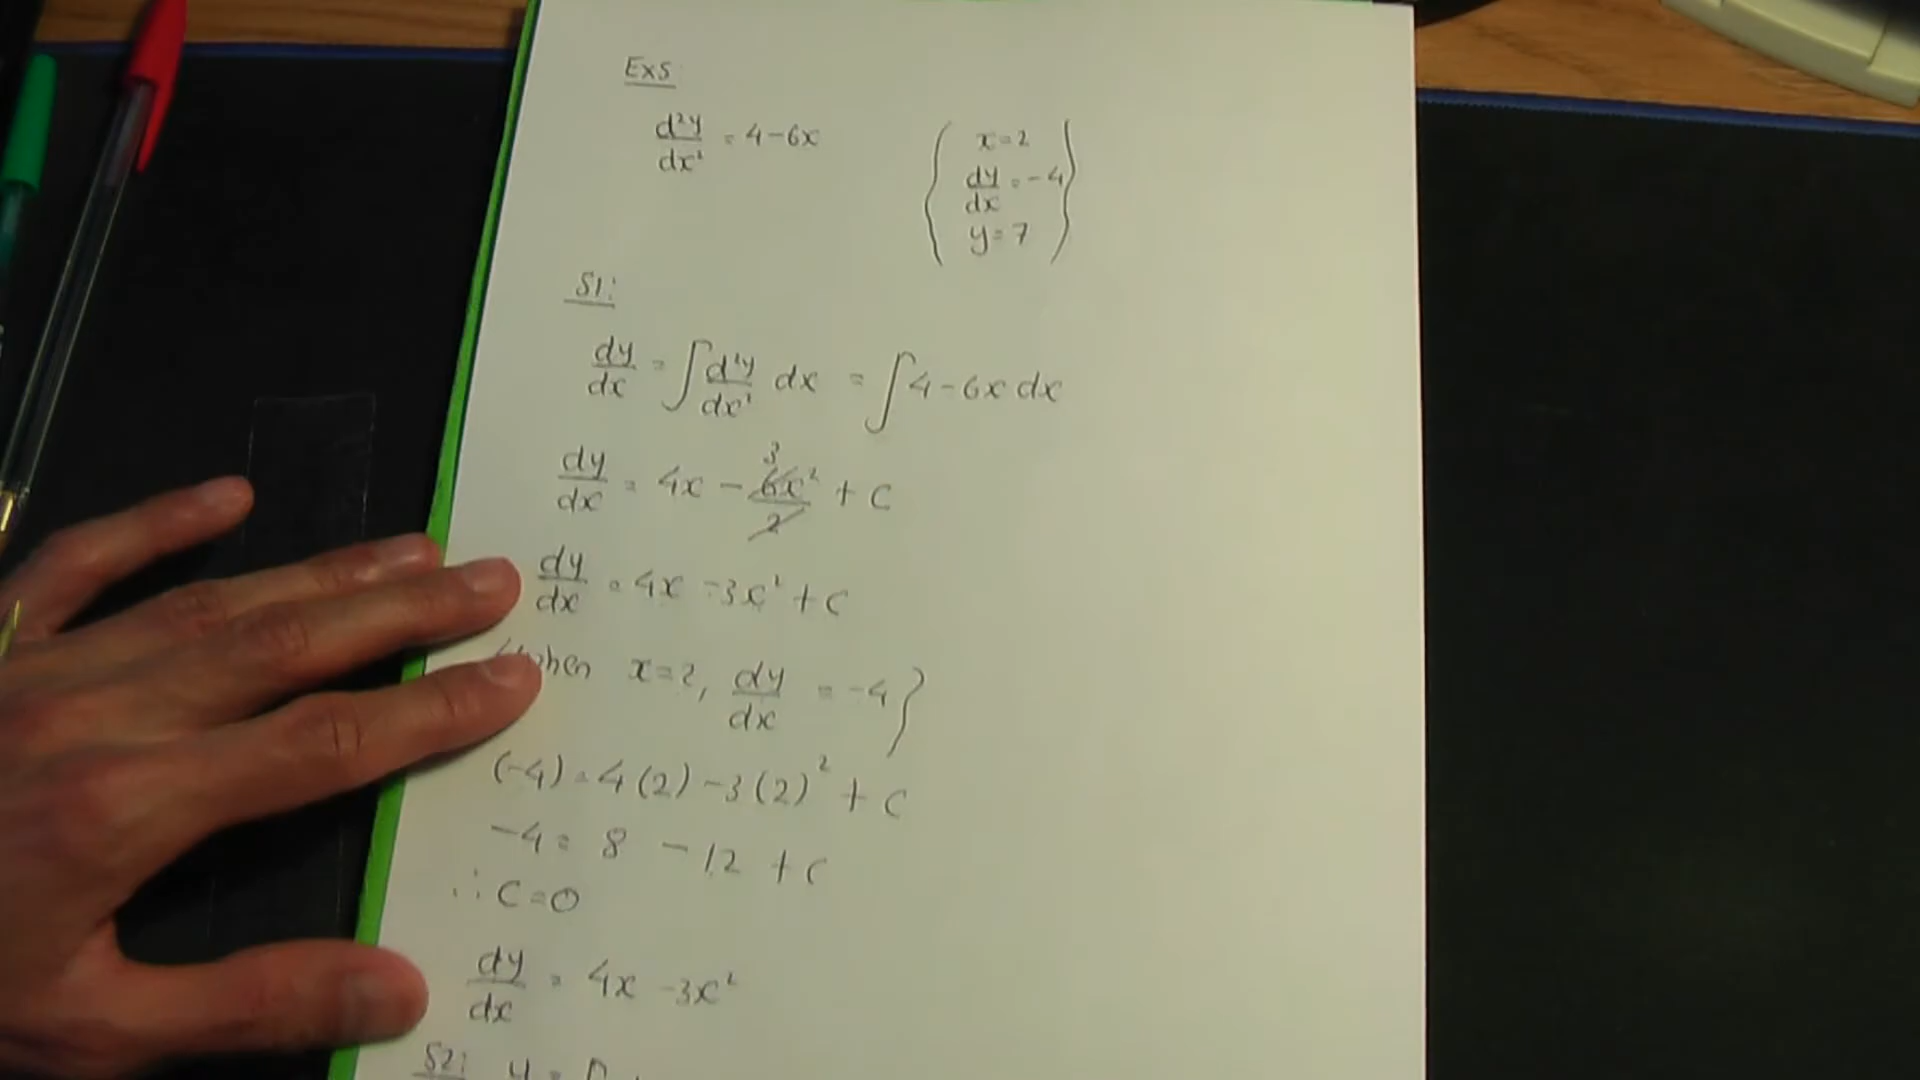 Ex5:
d²y/dx² = 4-6x
x=2
dy/dx = -4
y=7
S1:
dy/dx = ∫ d²y/dx² dx = ∫ 4-6x dx
dy/dx = 4x - 6x²/2 + C
3
dy/dx = 4x -3x² + C
when x=2, dy/dx = -4}
(-4) = 4(2) -3(2)² + C
-4 = 8 -12 + C
∴ C=0
dy/dx = 4x -3x²
S2: y =